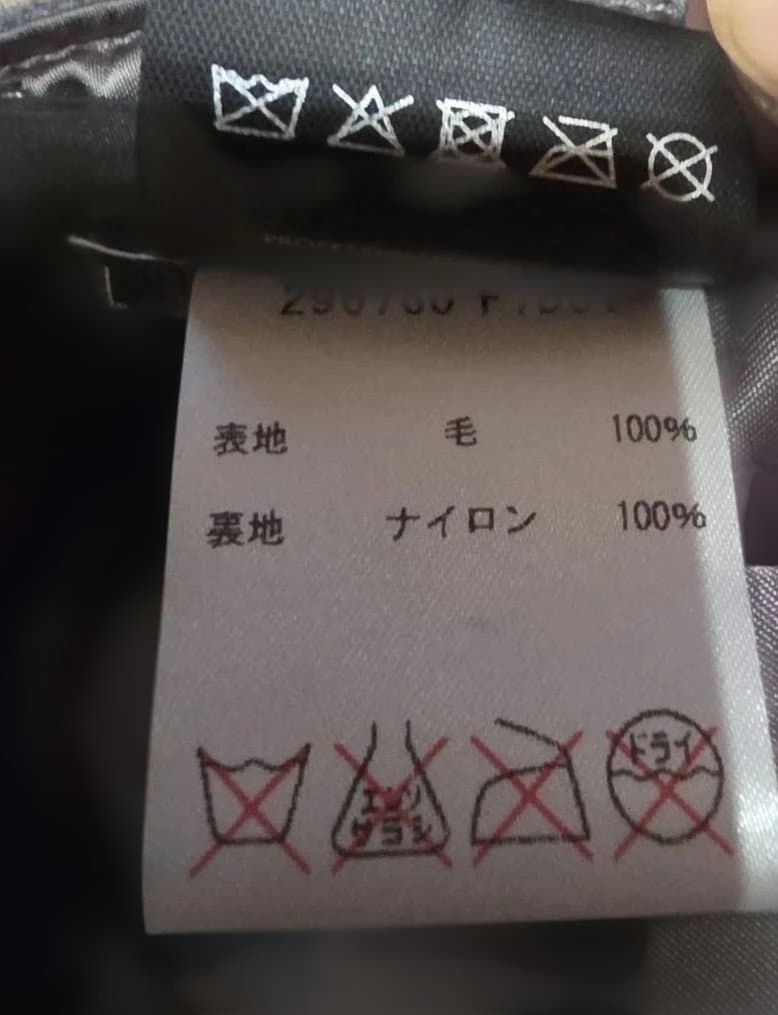 表地 毛 100%
裏地 ナイロン 100%
エンソ サラシ ドライ